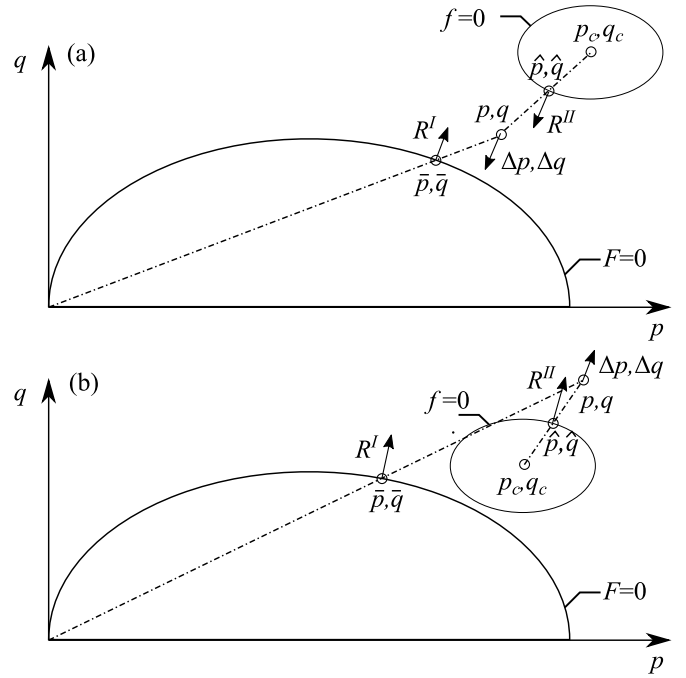 f=0
q
(a)
p_c,q_c
p̂,q̂
p,q
R^I
R^II
Δp,Δq
p̄,q̄
F=0
p
q
(b)
Δp,Δq
R^II
f=0
p,q
R^I
p̂,q̂
p̄,q̄
p_c,q_c
F=0
p